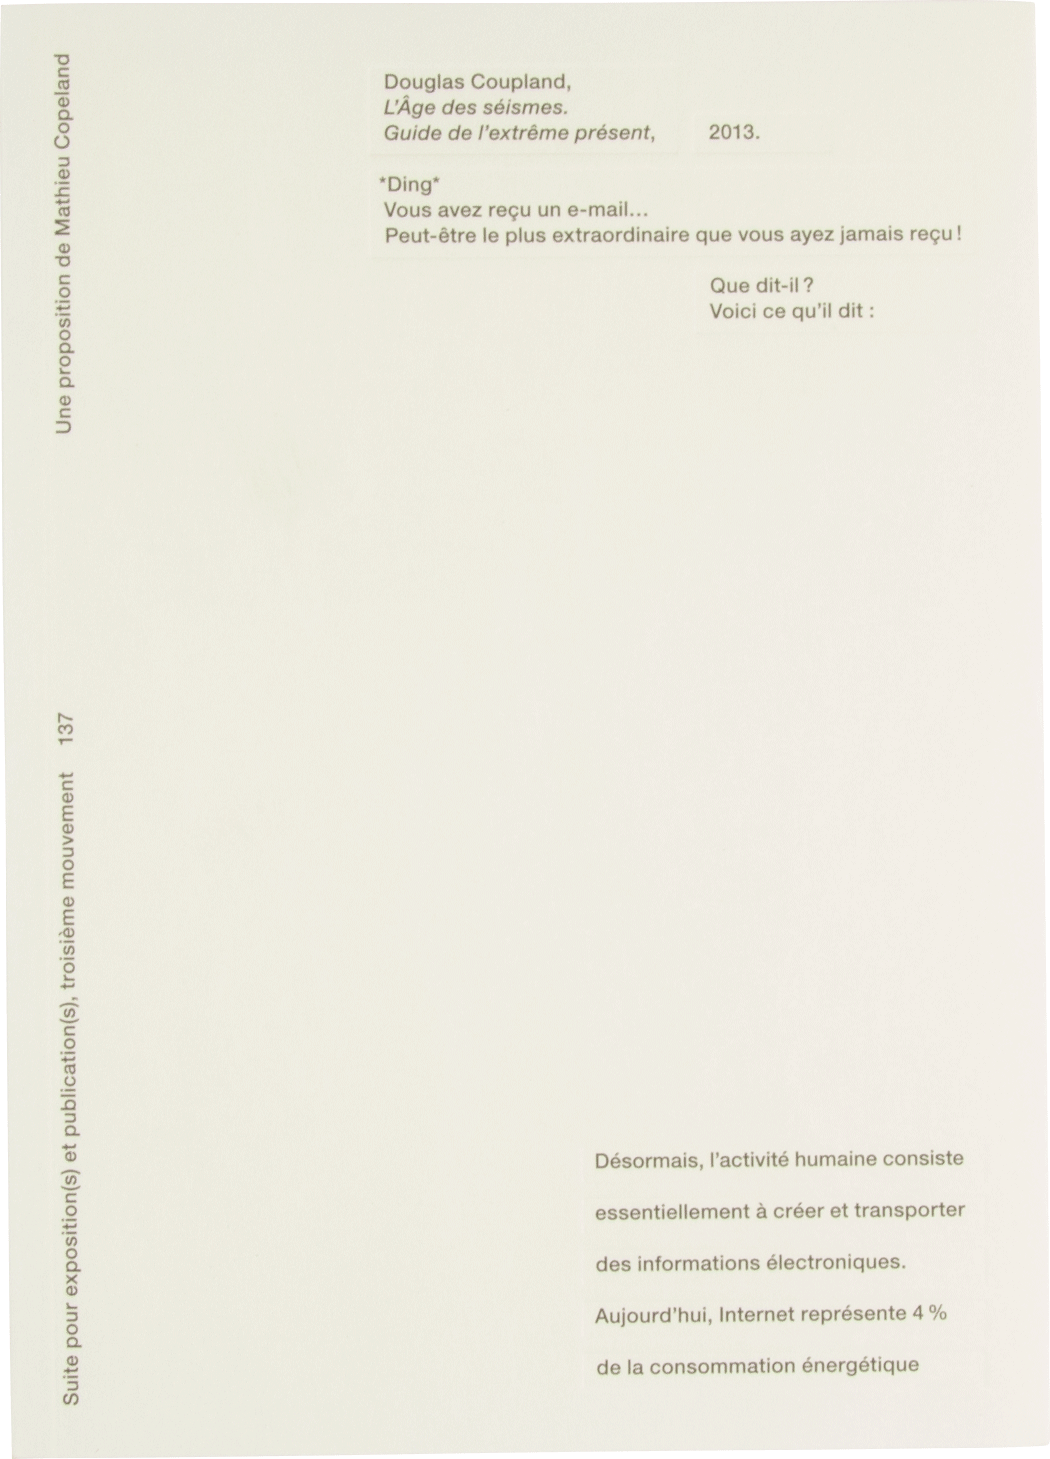 Une proposition de Mathieu Copeland
Suite pour exposition(s) et publication(s), troisième mouvement 137
Douglas Coupland,
L'Âge des séismes.
Guide de l'extrême présent, 2013.
*Ding*
Vous avez reçu un e-mail…
Peut-être le plus extraordinaire que vous ayez jamais reçu !
Que dit-il ?
Voici ce qu'il dit :
Désormais, l'activité humaine consiste
essentiellement à créer et transporter
des informations électroniques.
Aujourd'hui, Internet représente 4 %
de la consommation énergétique